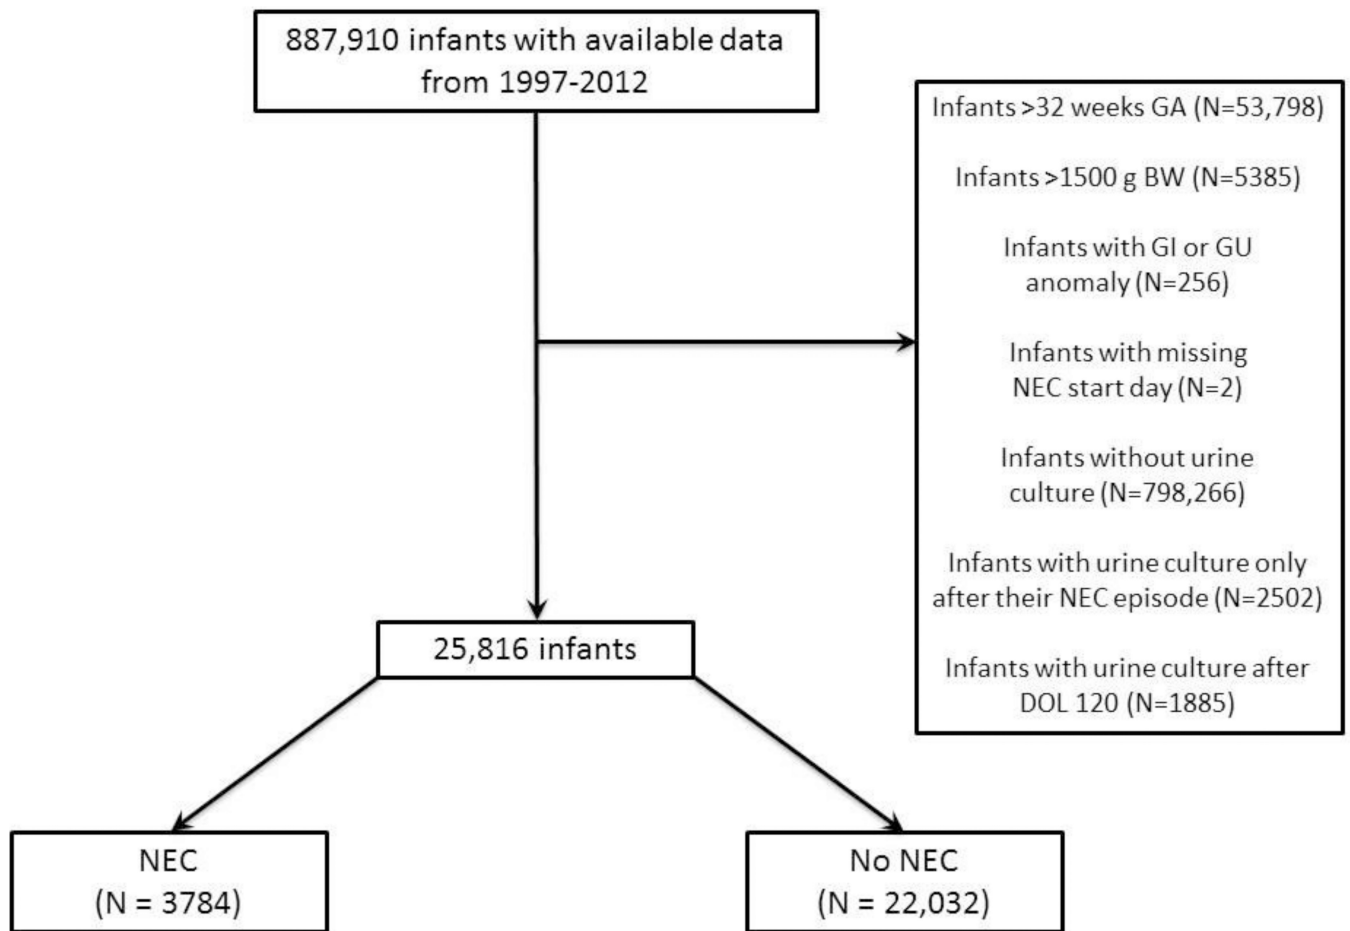 887,910 infants with available data
from 1997-2012
Infants >32 weeks GA (N=53,798)
Infants >1500 g BW (N=5385)
Infants with GI or GU
anomaly (N=256)
Infants with missing
NEC start day (N=2)
Infants without urine
culture (N=798,266)
Infants with urine culture only
after their NEC episode (N=2502)
Infants with urine culture after
DOL 120 (N=1885)
25,816 infants
NEC
(N = 3784)
No NEC
(N = 22,032)